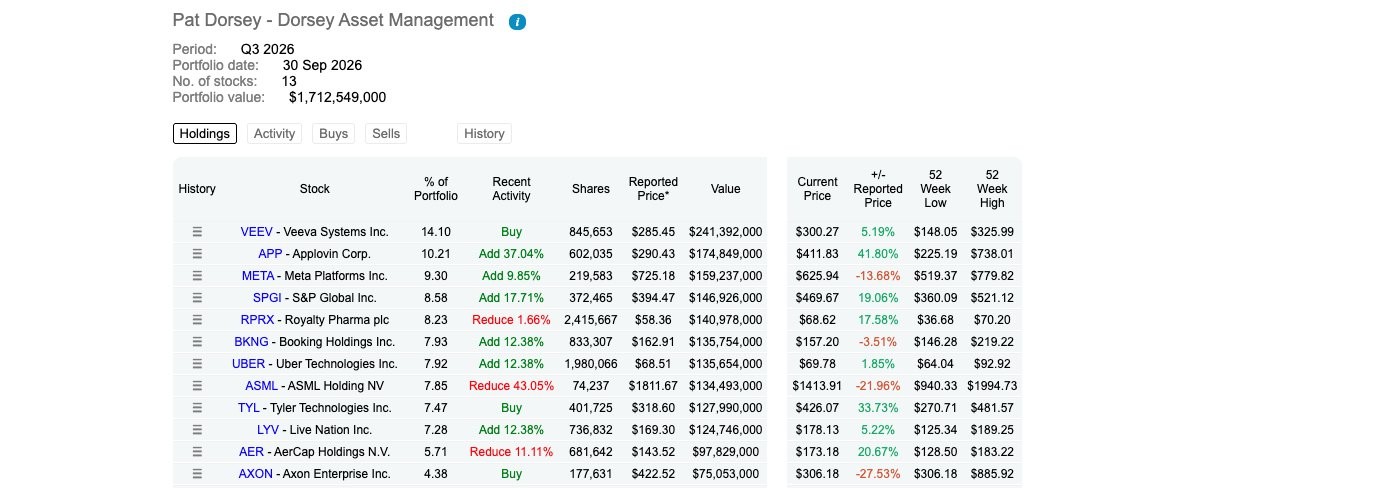 Pat Dorsey - Dorsey Asset Management i
Period: Q3 2026
Portfolio date: 30 Sep 2026
No. of stocks: 13
Portfolio value: $1,712,549,000
Holdings Activity Buys Sells History
History Stock % of Portfolio Recent Activity Shares Reported Price* Value Current Price +/- Reported Price 52 Week Low 52 Week High
VEEV - Veeva Systems Inc. 14.10 Buy 845,653 $285.45 $241,392,000 $300.27 5.19% $148.05 $325.99
APP - Applovin Corp. 10.21 Add 37.04% 602,035 $290.43 $174,849,000 $411.83 41.80% $225.19 $738.01
META - Meta Platforms Inc. 9.30 Add 9.85% 219,583 $725.18 $159,237,000 $625.94 -13.68% $519.37 $779.82
SPGI - S&P Global Inc. 8.58 Add 17.71% 372,465 $394.47 $146,926,000 $469.67 19.06% $360.09 $521.12
RPRX - Royalty Pharma plc 8.23 Reduce 1.66% 2,415,667 $58.36 $140,978,000 $68.62 17.58% $36.68 $70.20
BKNG - Booking Holdings Inc. 7.93 Add 12.38% 833,307 $162.91 $135,754,000 $157.20 -3.51% $146.28 $219.22
UBER - Uber Technologies Inc. 7.92 Add 12.38% 1,980,066 $68.51 $135,654,000 $69.78 1.85% $64.04 $92.92
ASML - ASML Holding NV 7.85 Reduce 43.05% 74,237 $1811.67 $134,493,000 $1413.91 -21.96% $940.33 $1994.73
TYL - Tyler Technologies Inc. 7.47 Buy 401,725 $318.60 $127,990,000 $426.07 33.73% $270.71 $481.57
LYV - Live Nation Inc. 7.28 Add 12.38% 736,832 $169.30 $124,746,000 $178.13 5.22% $125.34 $189.25
AER - AerCap Holdings N.V. 5.71 Reduce 11.11% 681,642 $143.52 $97,829,000 $173.18 20.67% $128.50 $183.22
AXON - Axon Enterprise Inc. 4.38 Buy 177,631 $422.52 $75,053,000 $306.18 -27.53% $306.18 $885.92